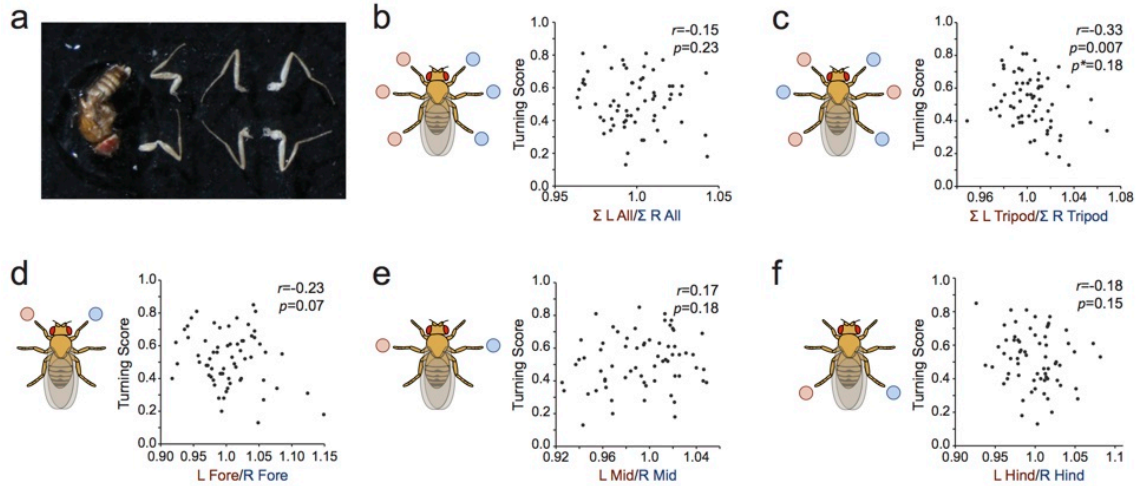 a
b
r=-0.15
p=0.23
Turning Score
1.0
0.8
0.6
0.4
0.2
0.0
0.95 1.00 1.05
Σ L All/Σ R All
c
r=-0.33
p=0.007
p*=0.18
Turning Score
1.0
0.8
0.6
0.4
0.2
0.0
0.96 1.00 1.04 1.08
Σ L Tripod/Σ R Tripod
d
r=-0.23
p=0.07
Turning Score
1.0
0.8
0.6
0.4
0.2
0.0
0.90 0.95 1.00 1.05 1.10 1.15
L Fore/R Fore
e
r=0.17
p=0.18
Turning Score
1.0
0.8
0.6
0.4
0.2
0.0
0.92 0.96 1.0 1.04
L Mid/R Mid
f
r=-0.18
p=0.15
Turning Score
1.0
0.8
0.6
0.4
0.2
0.0
0.90 0.95 1.00 1.05 1.10
L Hind/R Hind